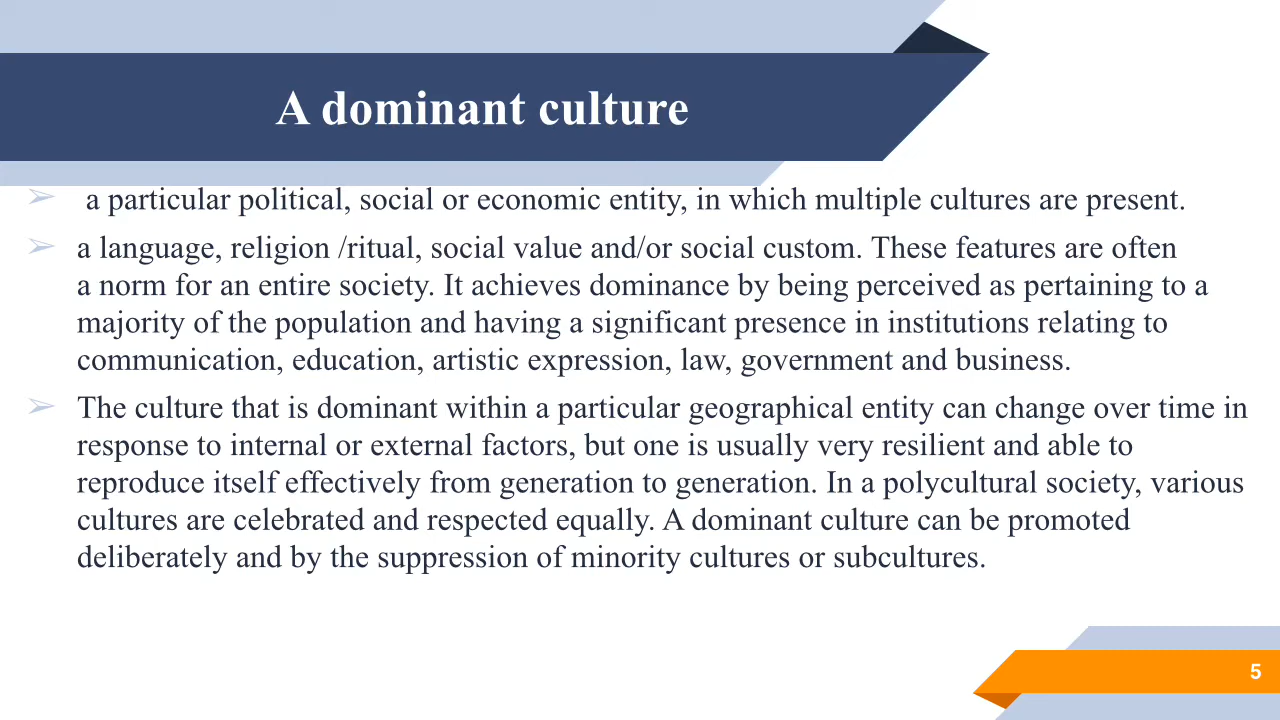 A dominant culture
➢ a particular political, social or economic entity, in which multiple cultures are present.
➢ a language, religion /ritual, social value and/or social custom. These features are often
a norm for an entire society. It achieves dominance by being perceived as pertaining to a
majority of the population and having a significant presence in institutions relating to
communication, education, artistic expression, law, government and business.
➢ The culture that is dominant within a particular geographical entity can change over time in
response to internal or external factors, but one is usually very resilient and able to
reproduce itself effectively from generation to generation. In a polycultural society, various
cultures are celebrated and respected equally. A dominant culture can be promoted
deliberately and by the suppression of minority cultures or subcultures.
5